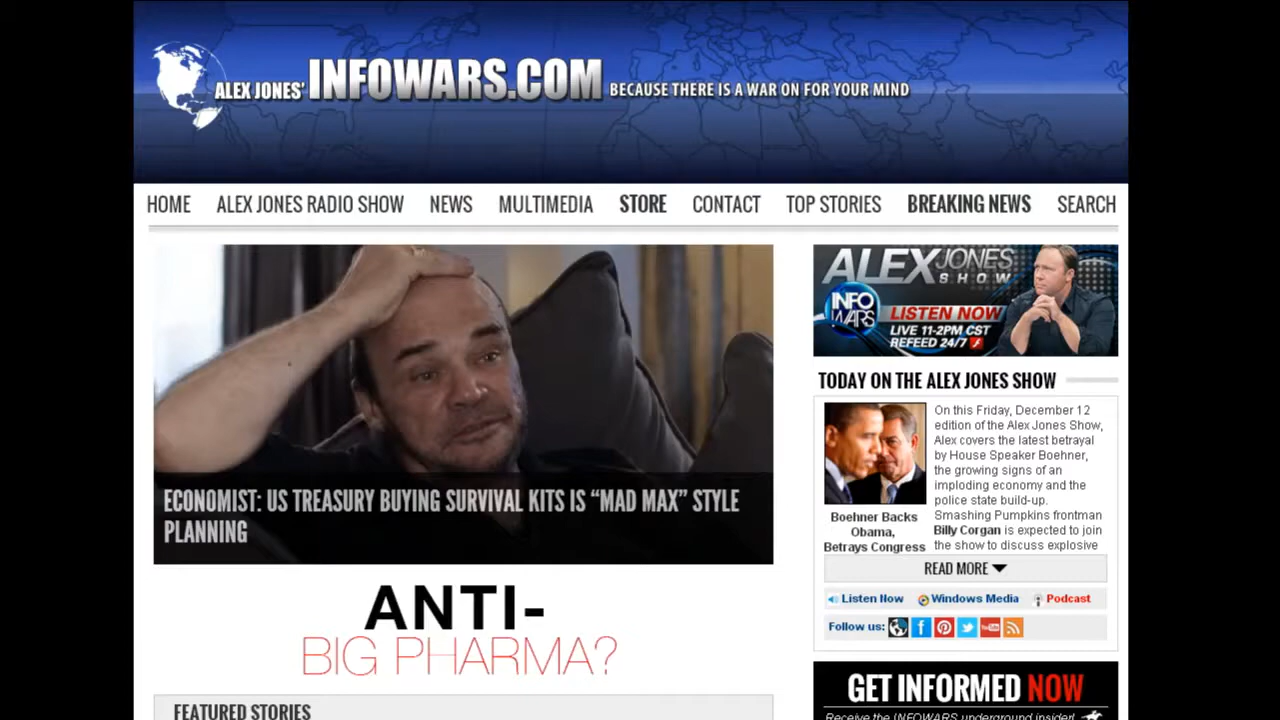 ALEX JONES' INFOWARS.COM BECAUSE THERE IS A WAR ON FOR YOUR MIND
HOME ALEX JONES RADIO SHOW NEWS MULTIMEDIA STORE CONTACT TOP STORIES BREAKING NEWS SEARCH
ECONOMIST: US TREASURY BUYING SURVIVAL KITS IS “MAD MAX” STYLE
PLANNING
ANTI-
BIG PHARMA?
FEATURED STORIES
ALEX JONES
SHOW
INFO
WARS
LISTEN NOW
LIVE 11-2PM CST
REFEED 24/7
TODAY ON THE ALEX JONES SHOW
Boehner Backs
Obama,
Betrays Congress
On this Friday, December 12
edition of the Alex Jones Show,
Alex covers the latest betrayal
by House Speaker Boehner,
the growing signs of an
imploding economy and the
police state build-up.
Smashing Pumpkins frontman
Billy Corgan is expected to join
the show to discuss explosive
READ MORE
Listen Now Windows Media Podcast
Follow us:
GET INFORMED NOW
Receive the INFOWARS underground insider!